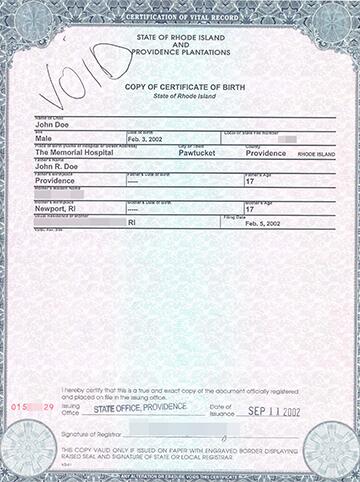 CERTIFICATION OF VITAL RECORD
VOID
STATE OF RHODE ISLAND
AND
PROVIDENCE PLANTATIONS
COPY OF CERTIFICATE OF BIRTH
State of Rhode Island
Name of Child
John Doe
Sex Date of Birth Local or State File Number
Male Feb. 3, 2002
Place of Birth (Name of Hospital or Street Address) City or Town County
The Memorial Hospital Pawtucket Providence RHODE ISLAND
Father's Name
John R. Doe
Father's Birthplace Father's Date of Birth Father's Age
Providence ----- 17
Mother's Maiden Name
Mother's Birthplace Mother's Date of Birth Mother's Age
Newport, RI ----- 17
Usual Residence of Mother Filing Date
RI Feb. 5, 2002
I hereby certify that this is a true and exact copy of the document officially registered
and placed on file in the issuing office.
015 29 Issuing Office STATE OFFICE, PROVIDENCE Date of Issuance SEP 11 2002
Signature of Registrar
THIS COPY VALID ONLY IF ISSUED ON PAPER WITH ENGRAVED BORDER DISPLAYING
RAISED SEAL AND SIGNATURE OF STATE OR LOCAL REGISTRAR
ANY ALTERATION OR ERASURE VOIDS THIS CERTIFICATE